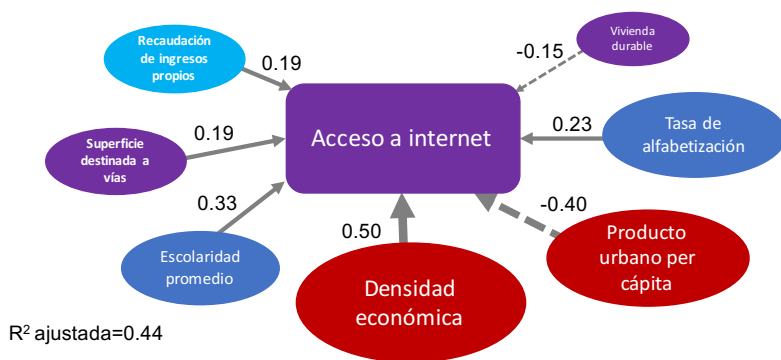 Recaudación
de ingresos
propios
0.19
Vivienda
durable
-0.15
Acceso a internet
Superficie
destinada a
vías
0.19
0.23
Tasa de
alfabetización
0.33
Escolaridad
promedio
0.50
Densidad
económica
-0.40
Producto
urbano per
cápita
R² ajustada=0.44